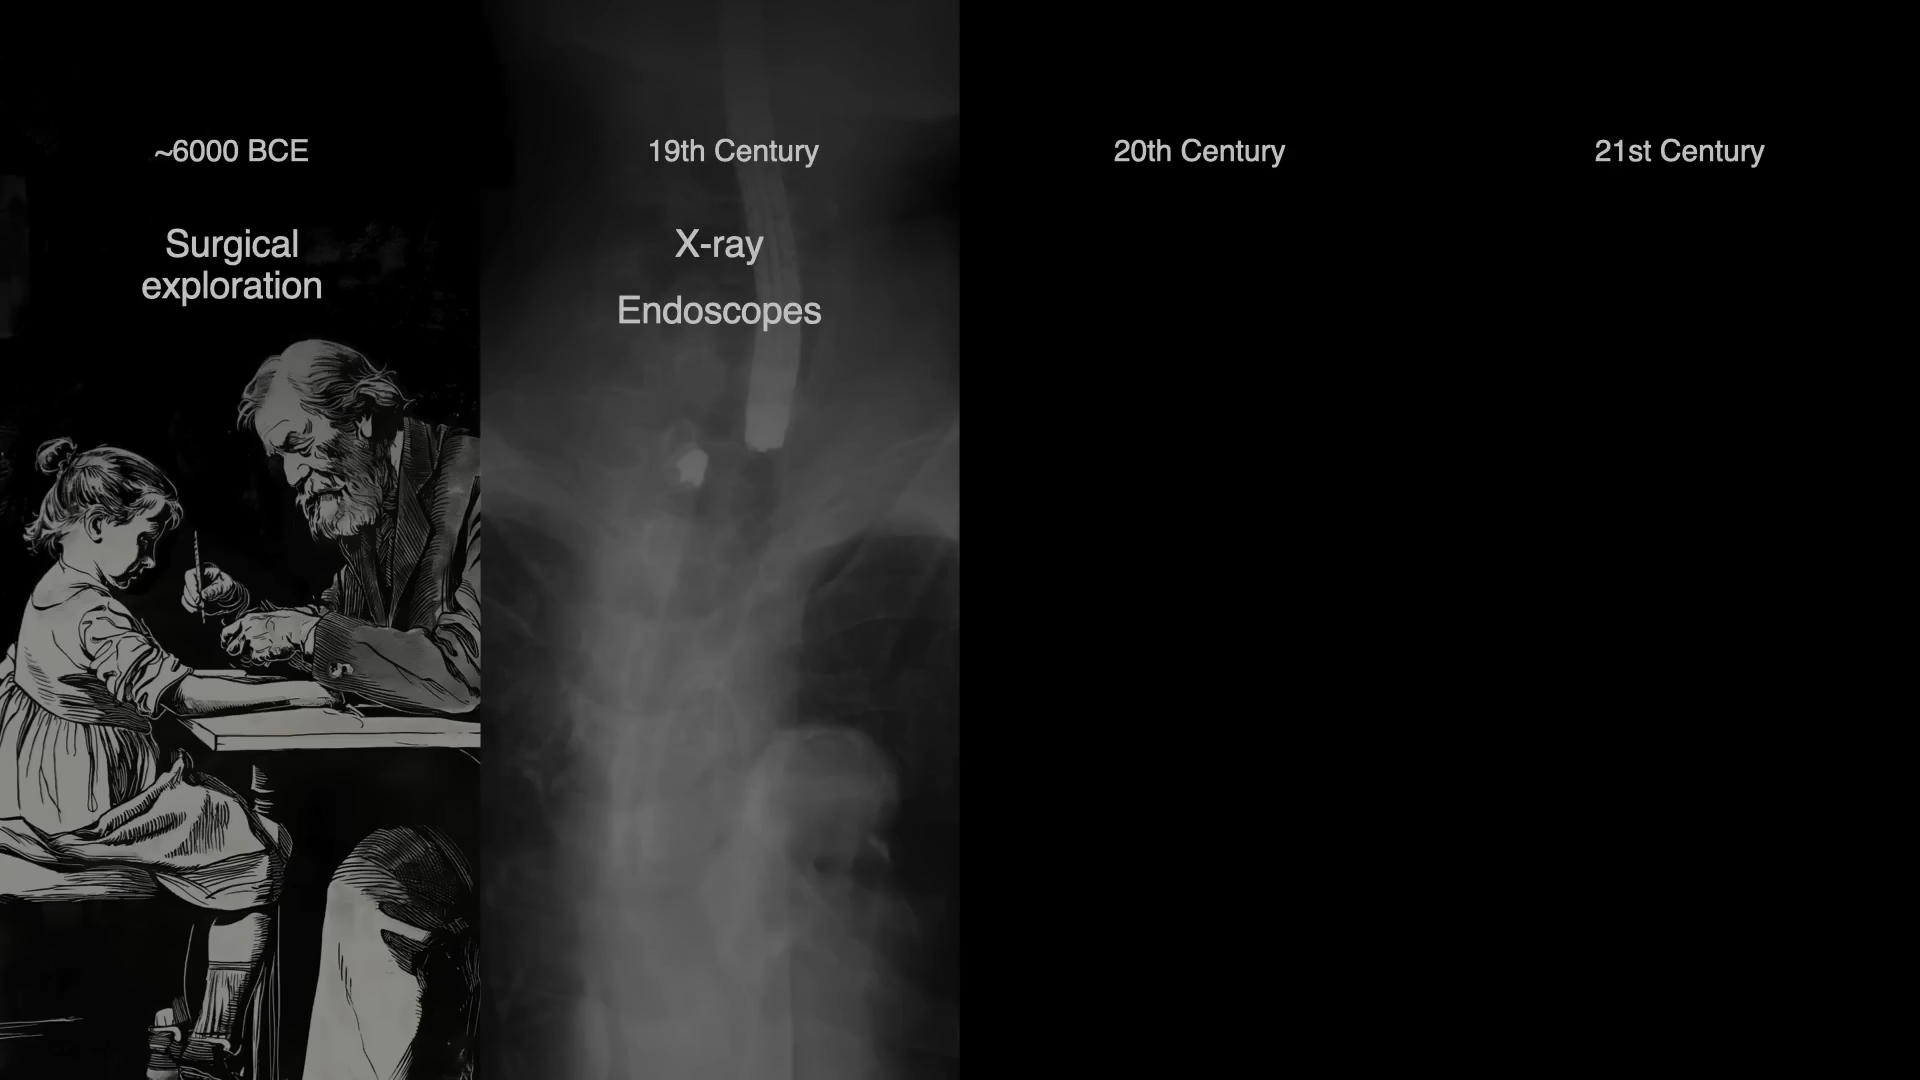 ~6000 BCE
Surgical
exploration
19th Century
X-ray
Endoscopes
20th Century
21st Century